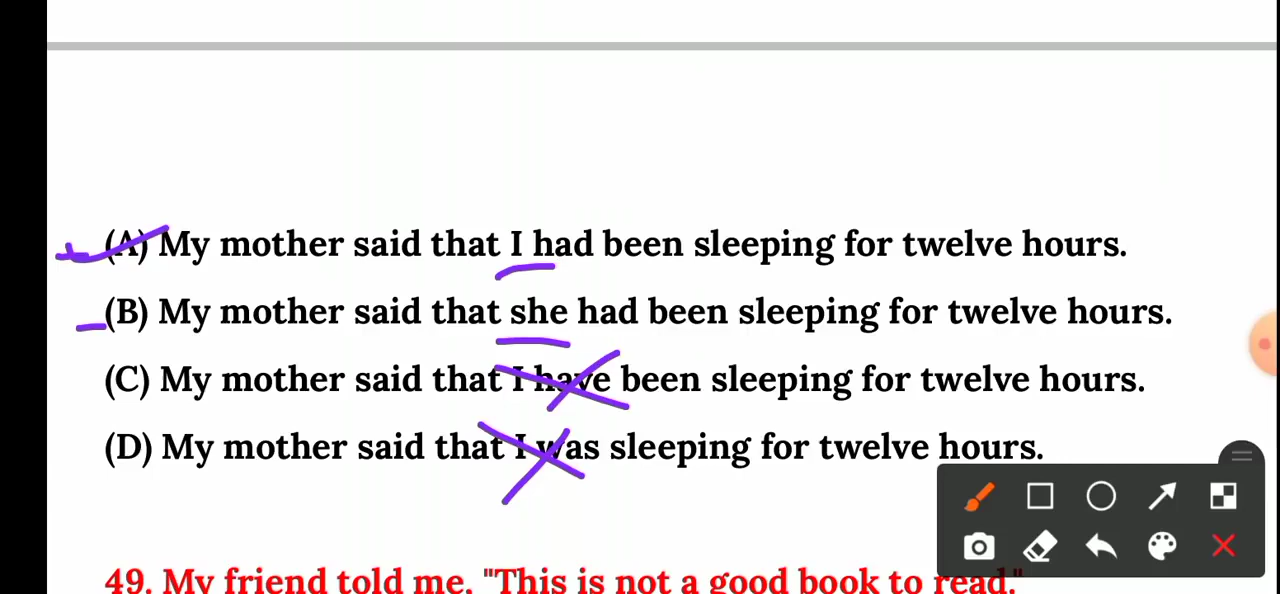 (A) My mother said that I had been sleeping for twelve hours.
(B) My mother said that she had been sleeping for twelve hours.
(C) My mother said that I have been sleeping for twelve hours.
(D) My mother said that I was sleeping for twelve hours.
49. My friend told me, "This is not a good book to read."